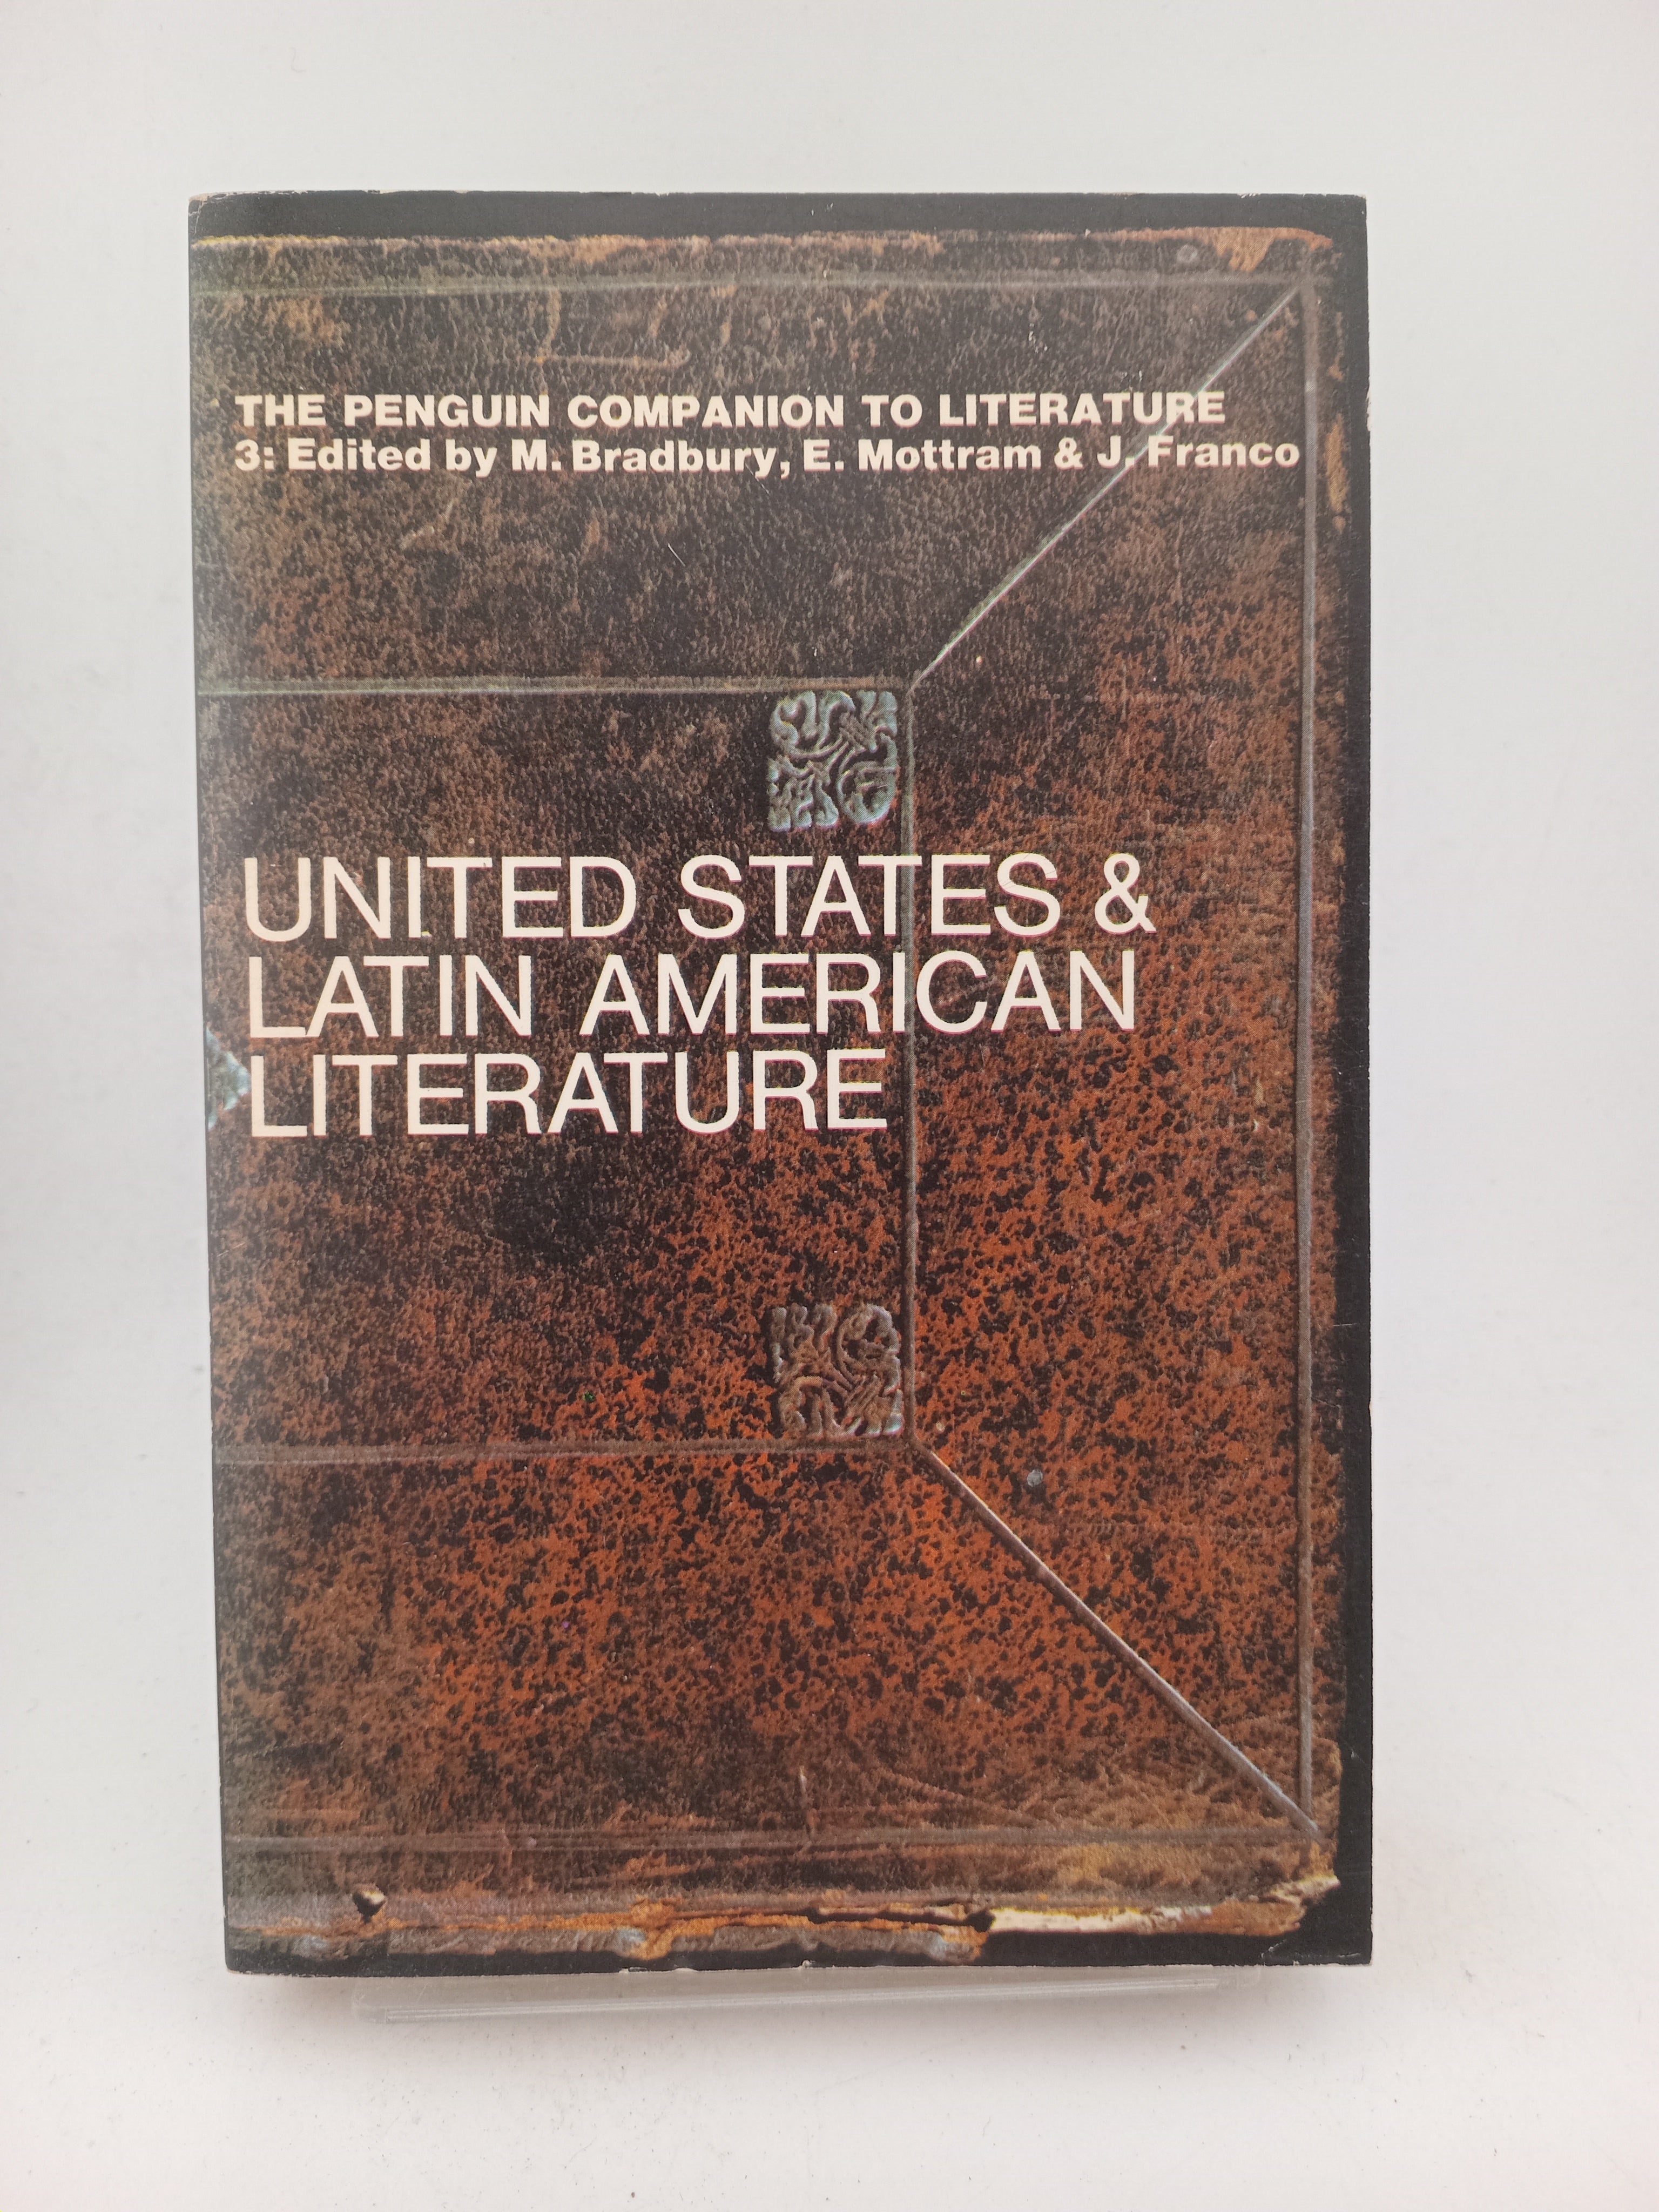 THE PENGUIN COMPANION TO LITERATURE
3: Edited by M. Bradbury, E. Mottram & J. Franco
UNITED STATES &
LATIN AMERICAN
LITERATURE